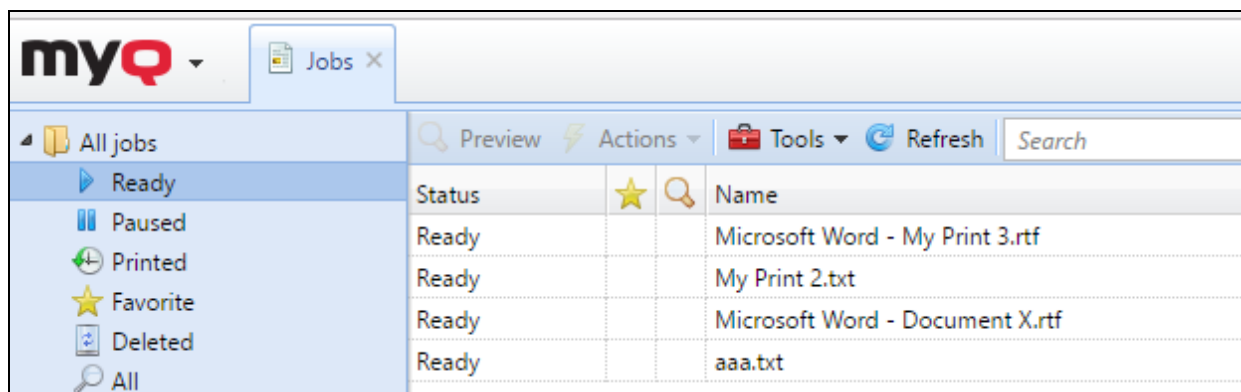 myQ
Jobs
All jobs
Ready
Paused
Printed
Favorite
Deleted
All
Preview Actions Tools Refresh Search
Status Name
Ready Microsoft Word - My Print 3.rtf
Ready My Print 2.txt
Ready Microsoft Word - Document X.rtf
Ready aaa.txt